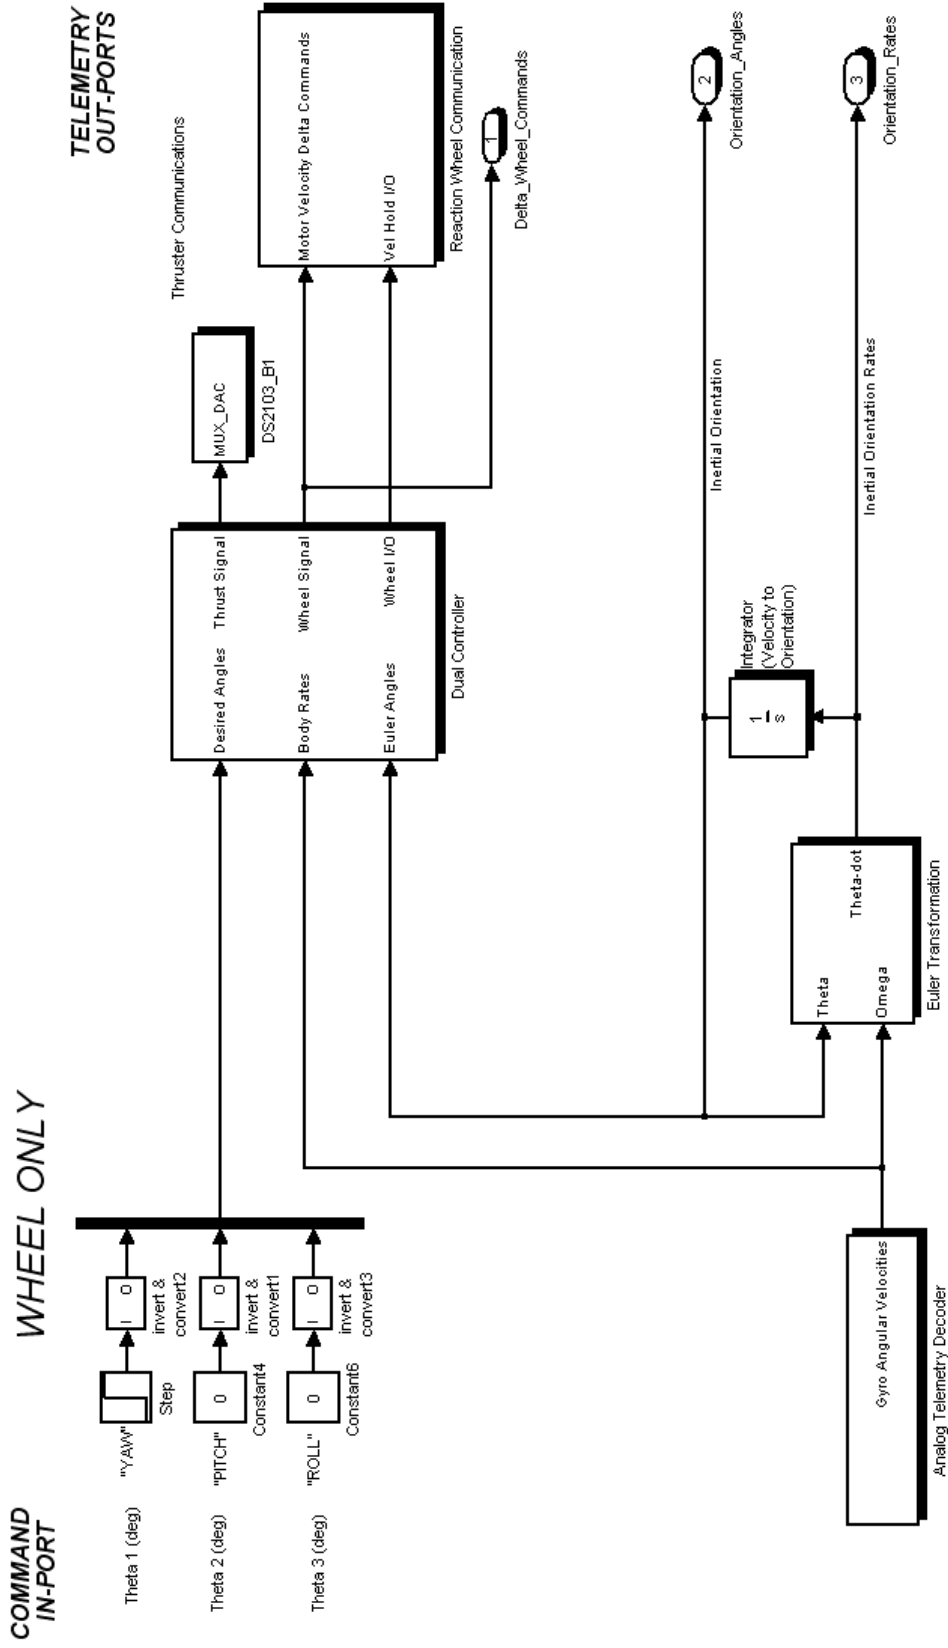 COMMAND
IN-PORT
WHEEL ONLY
TELEMETRY
OUT-PORTS
Theta 1 (deg)
"YAW"
Step
I O
invert &
convert2
Theta 2 (deg)
"PITCH"
0
Constant4
I O
invert &
convert1
Theta 3 (deg)
"ROLL"
0
Constant6
I O
invert &
convert3
Desired Angles
Thrust Signal
Body Rates
Wheel Signal
Euler Angles
Wheel I/O
Dual Controller
MUX_DAC
DS2103_B1
Thruster Communications
Motor Velocity Delta Commands
Vel Hold I/O
Reaction Wheel Communication
1
Delta_Wheel_Commands
Inertial Orientation
2
Orientation_Angles
1
s
Integrator
(Velocity to
Orientation)
Inertial Orientation Rates
3
Orientation_Rates
Theta
Theta-dot
Omega
Euler Transformation
Gyro Angular Velocities
Analog Telemetry Decoder